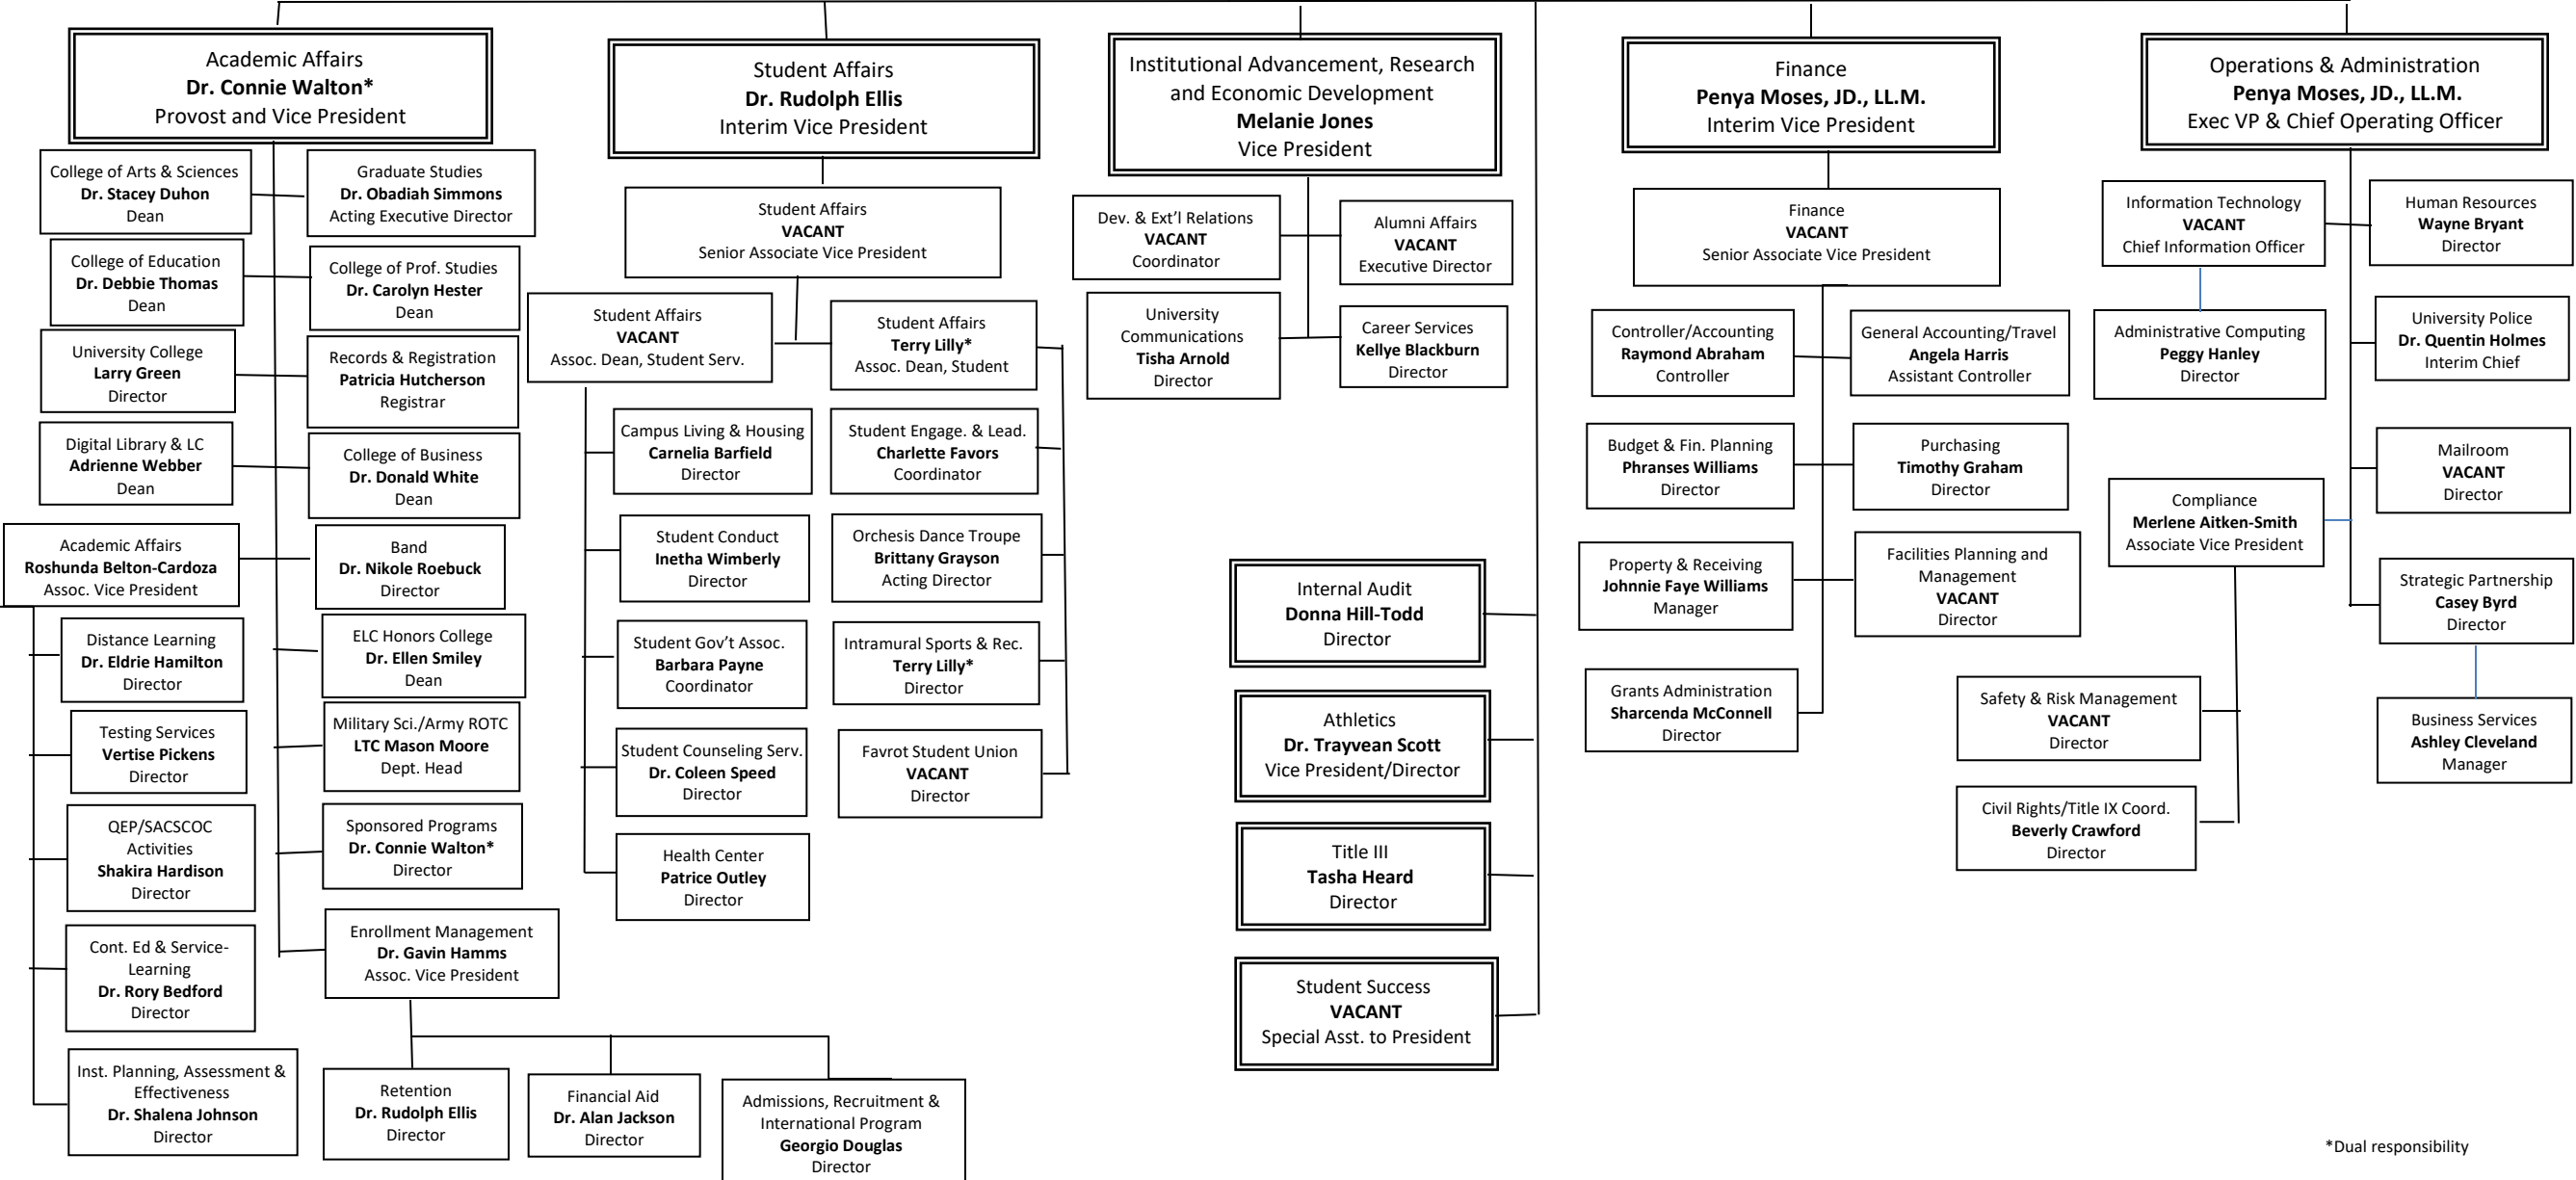 Academic Affairs
Dr. Connie Walton*
Provost and Vice President
College of Arts & Sciences
Dr. Stacey Duhon
Dean
Graduate Studies
Dr. Obadiah Simmons
Acting Executive Director
College of Education
Dr. Debbie Thomas
Dean
College of Prof. Studies
Dr. Carolyn Hester
Dean
University College
Larry Green
Director
Records & Registration
Patricia Hutcherson
Registrar
Digital Library & LC
Adrienne Webber
Dean
College of Business
Dr. Donald White
Dean
Academic Affairs
Roshunda Belton-Cardoza
Assoc. Vice President
Band
Dr. Nikole Roebuck
Director
Distance Learning
Dr. Eldrie Hamilton
Director
ELC Honors College
Dr. Ellen Smiley
Dean
Testing Services
Vertise Pickens
Director
Military Sci./Army ROTC
LTC Mason Moore
Dept. Head
QEP/SACSCOC
Activities
Shakira Hardison
Director
Sponsored Programs
Dr. Connie Walton*
Director
Cont. Ed & Service-
Learning
Dr. Rory Bedford
Director
Enrollment Management
Dr. Gavin Hamms
Assoc. Vice President
Inst. Planning, Assessment &
Effectiveness
Dr. Shalena Johnson
Director
Retention
Dr. Rudolph Ellis
Director
Financial Aid
Dr. Alan Jackson
Director
Admissions, Recruitment &
International Program
Georgio Douglas
Director
Student Affairs
Dr. Rudolph Ellis
Interim Vice President
Student Affairs
VACANT
Senior Associate Vice President
Student Affairs
VACANT
Assoc. Dean, Student Serv.
Student Affairs
Terry Lilly*
Assoc. Dean, Student
Campus Living & Housing
Carnelia Barfield
Director
Student Engage. & Lead.
Charlette Favors
Coordinator
Student Conduct
Inetha Wimberly
Director
Orchesis Dance Troupe
Brittany Grayson
Acting Director
Student Gov’t Assoc.
Barbara Payne
Coordinator
Intramural Sports & Rec.
Terry Lilly*
Director
Student Counseling Serv.
Dr. Coleen Speed
Director
Favrot Student Union
VACANT
Director
Health Center
Patrice Outley
Director
Institutional Advancement, Research
and Economic Development
Melanie Jones
Vice President
Dev. & Ext’l Relations
VACANT
Coordinator
Alumni Affairs
VACANT
Executive Director
University
Communications
Tisha Arnold
Director
Career Services
Kellye Blackburn
Director
Internal Audit
Donna Hill-Todd
Director
Athletics
Dr. Trayvean Scott
Vice President/Director
Title III
Tasha Heard
Director
Student Success
VACANT
Special Asst. to President
Finance
Penya Moses, JD., LL.M.
Interim Vice President
Finance
VACANT
Senior Associate Vice President
Controller/Accounting
Raymond Abraham
Controller
General Accounting/Travel
Angela Harris
Assistant Controller
Budget & Fin. Planning
Phranses Williams
Director
Purchasing
Timothy Graham
Director
Property & Receiving
Johnnie Faye Williams
Manager
Facilities Planning and
Management
VACANT
Director
Grants Administration
Sharcenda McConnell
Director
Operations & Administration
Penya Moses, JD., LL.M.
Exec VP & Chief Operating Officer
Information Technology
VACANT
Chief Information Officer
Human Resources
Wayne Bryant
Director
Administrative Computing
Peggy Hanley
Director
University Police
Dr. Quentin Holmes
Interim Chief
Mailroom
VACANT
Director
Compliance
Merlene Aitken-Smith
Associate Vice President
Strategic Partnership
Casey Byrd
Director
Safety & Risk Management
VACANT
Director
Business Services
Ashley Cleveland
Manager
Civil Rights/Title IX Coord.
Beverly Crawford
Director
*Dual responsibility